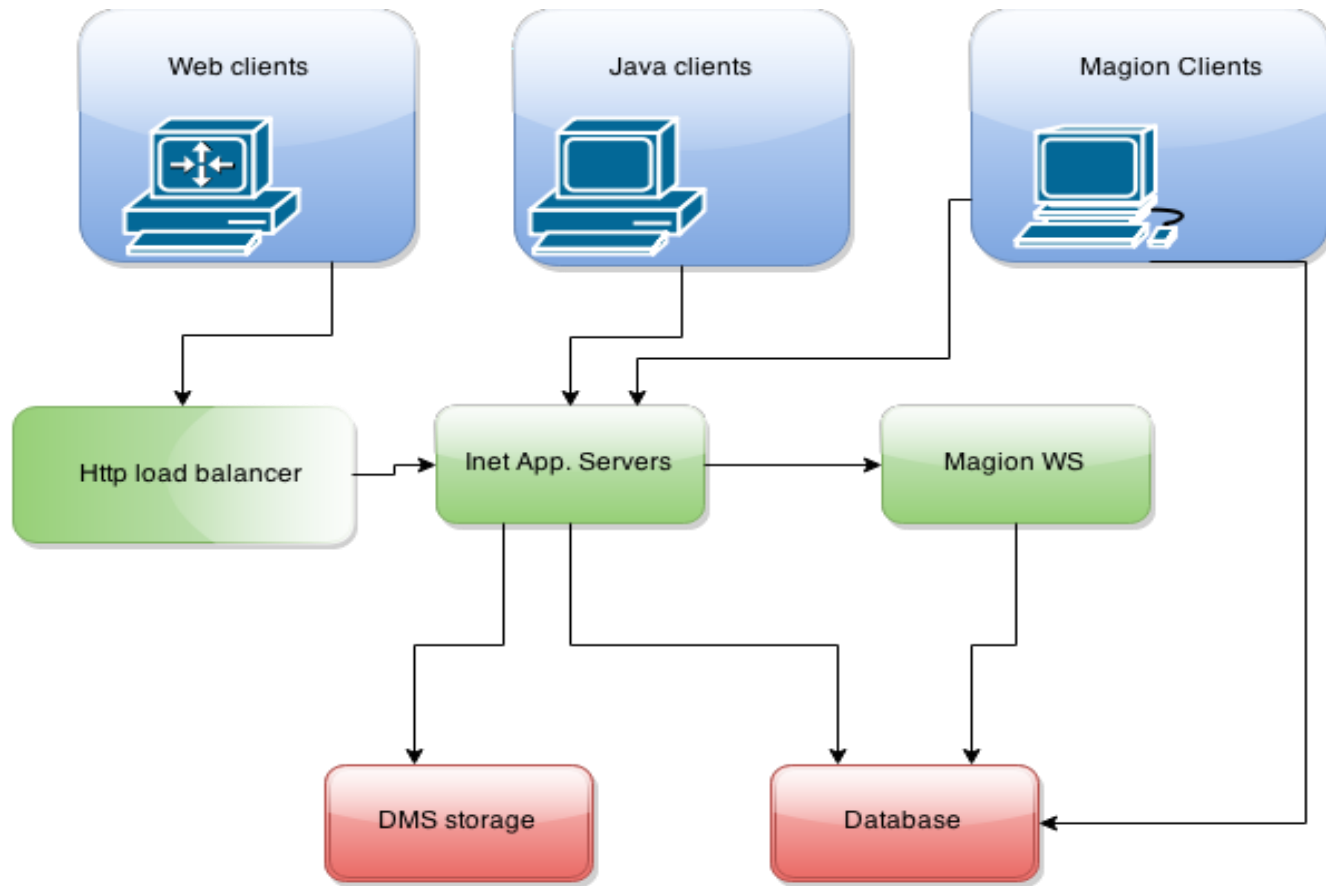 Web clients
Java clients
Magion Clients
Http load balancer
Inet App. Servers
Magion WS
DMS storage
Database